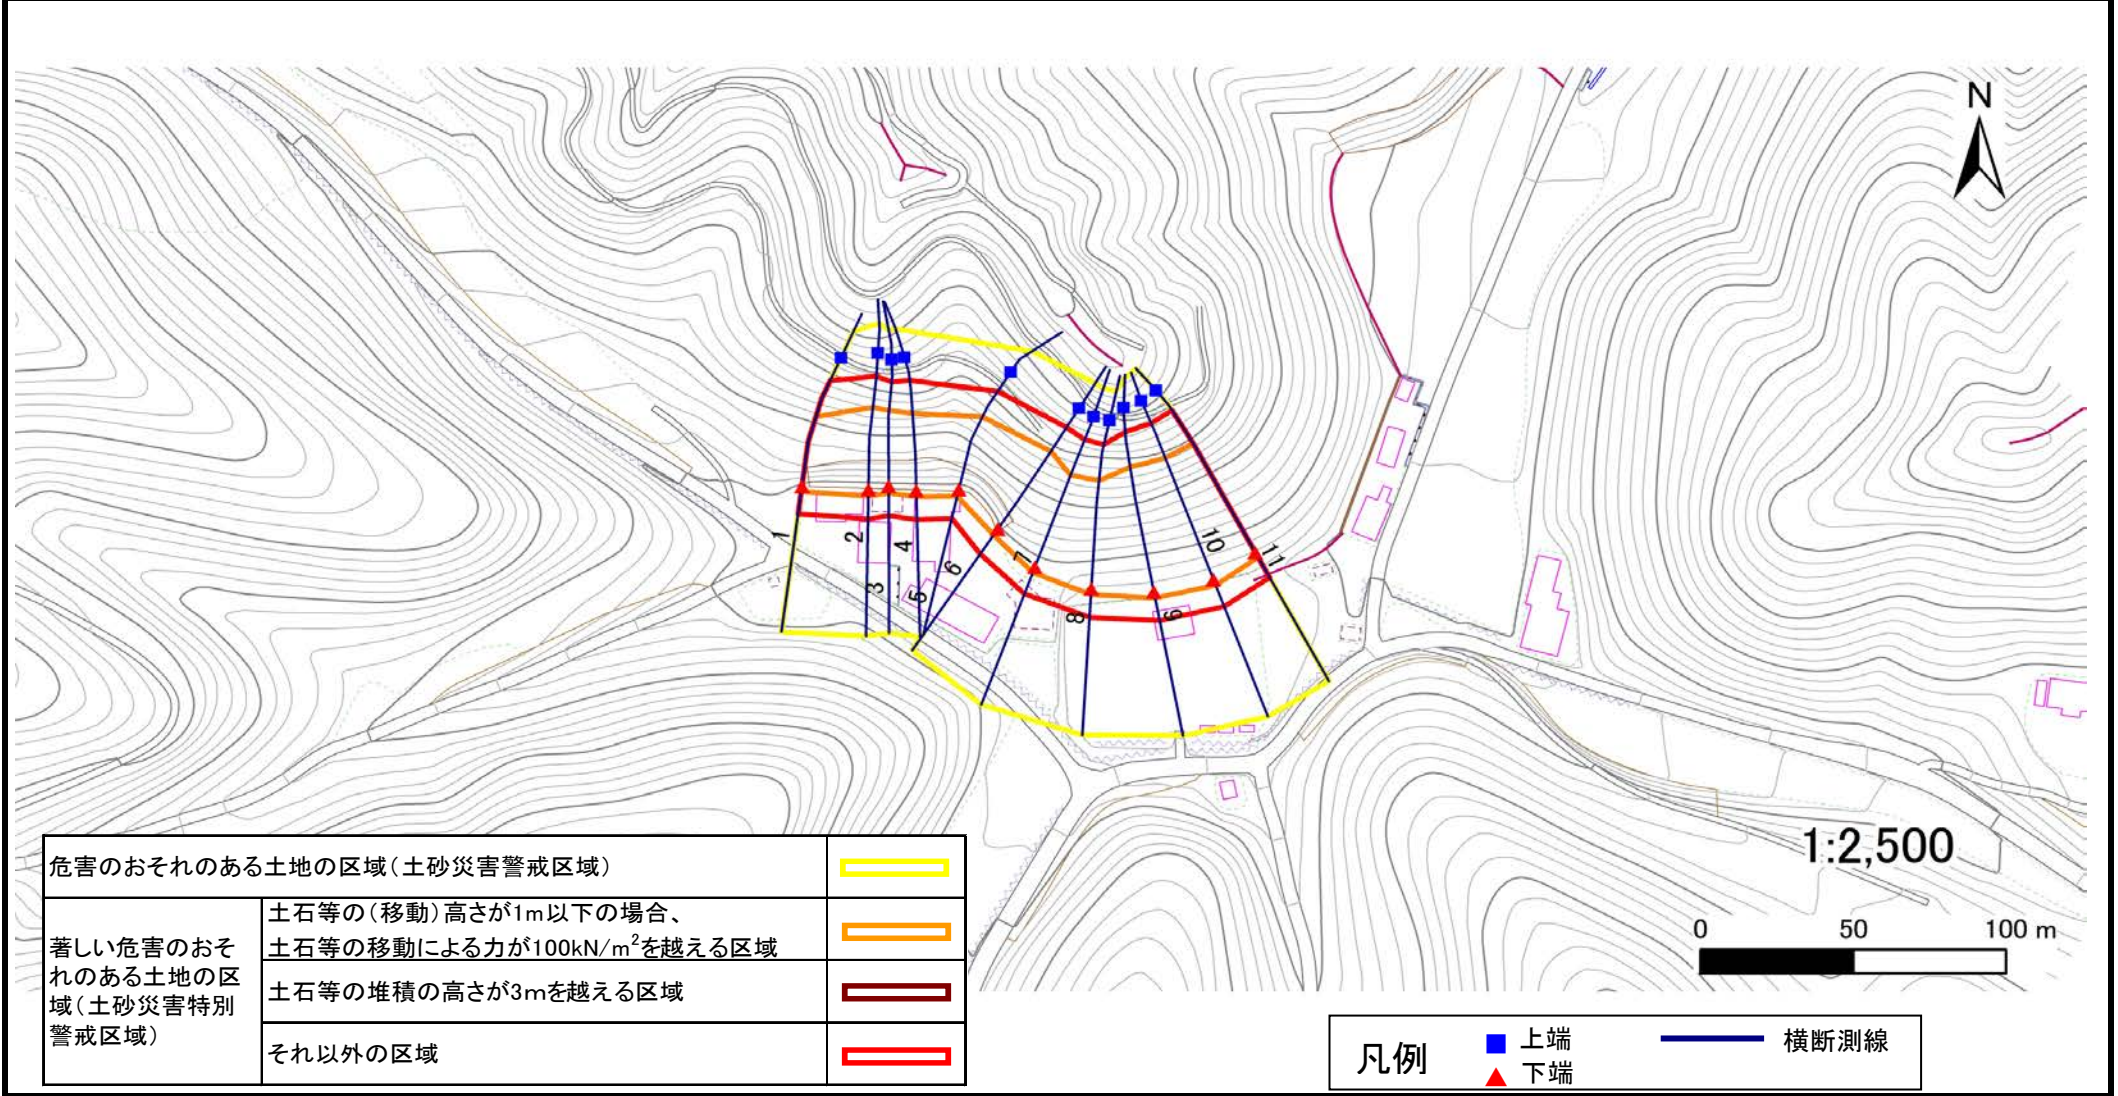 N
1
2
3
4
5
6
7
8
9
10
11
1:2,500
0 50 100 m
危害のおそれのある土地の区域(土砂災害警戒区域)
著しい危害のおそれのある土地の区域(土砂災害特別警戒区域)
土石等の(移動)高さが1m以下の場合、
土石等の移動による力が100kN/m²を越える区域
土石等の堆積の高さが3mを越える区域
それ以外の区域
凡例
上端
下端
横断測線